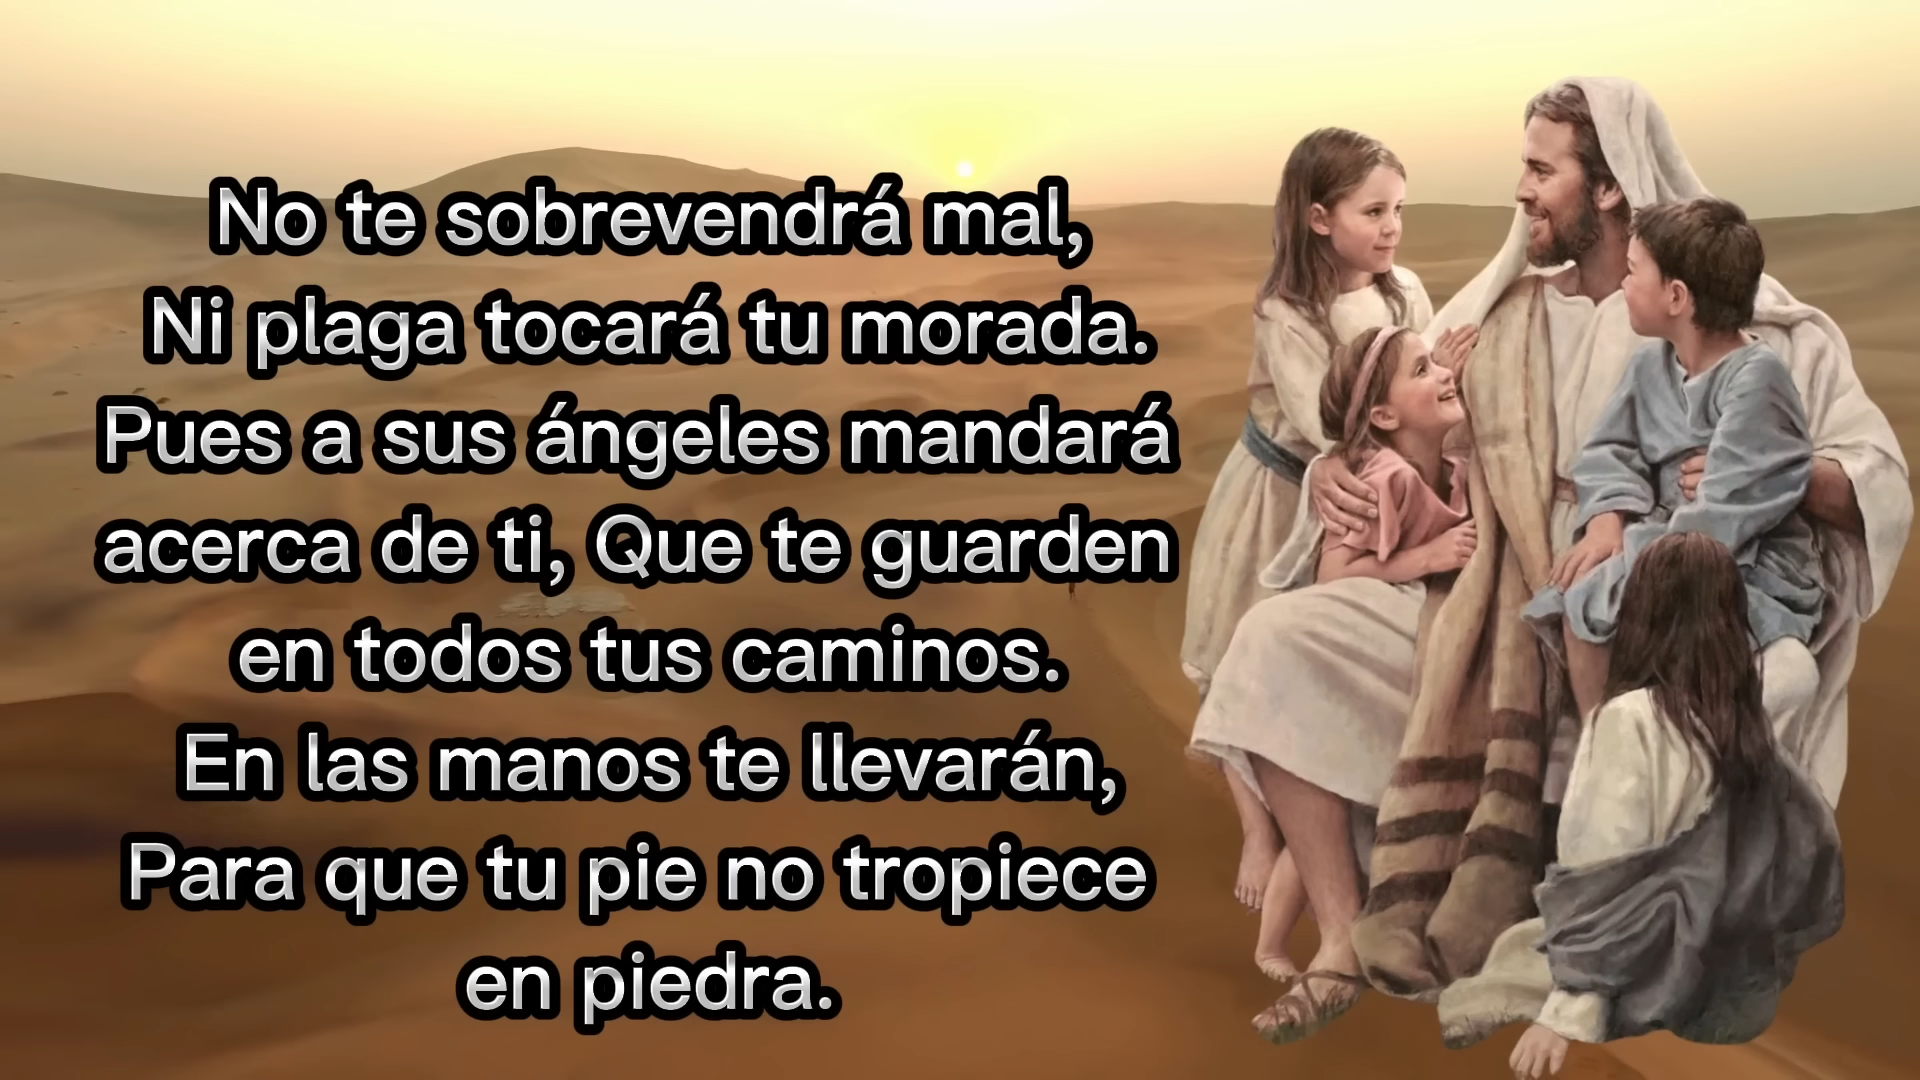 No te sobrevendrá mal,
Ni plaga tocará tu morada.
Pues a sus ángeles mandará
acerca de ti, Que te guarden
en todos tus caminos.
En las manos te llevarán,
Para que tu pie no tropiece
en piedra.